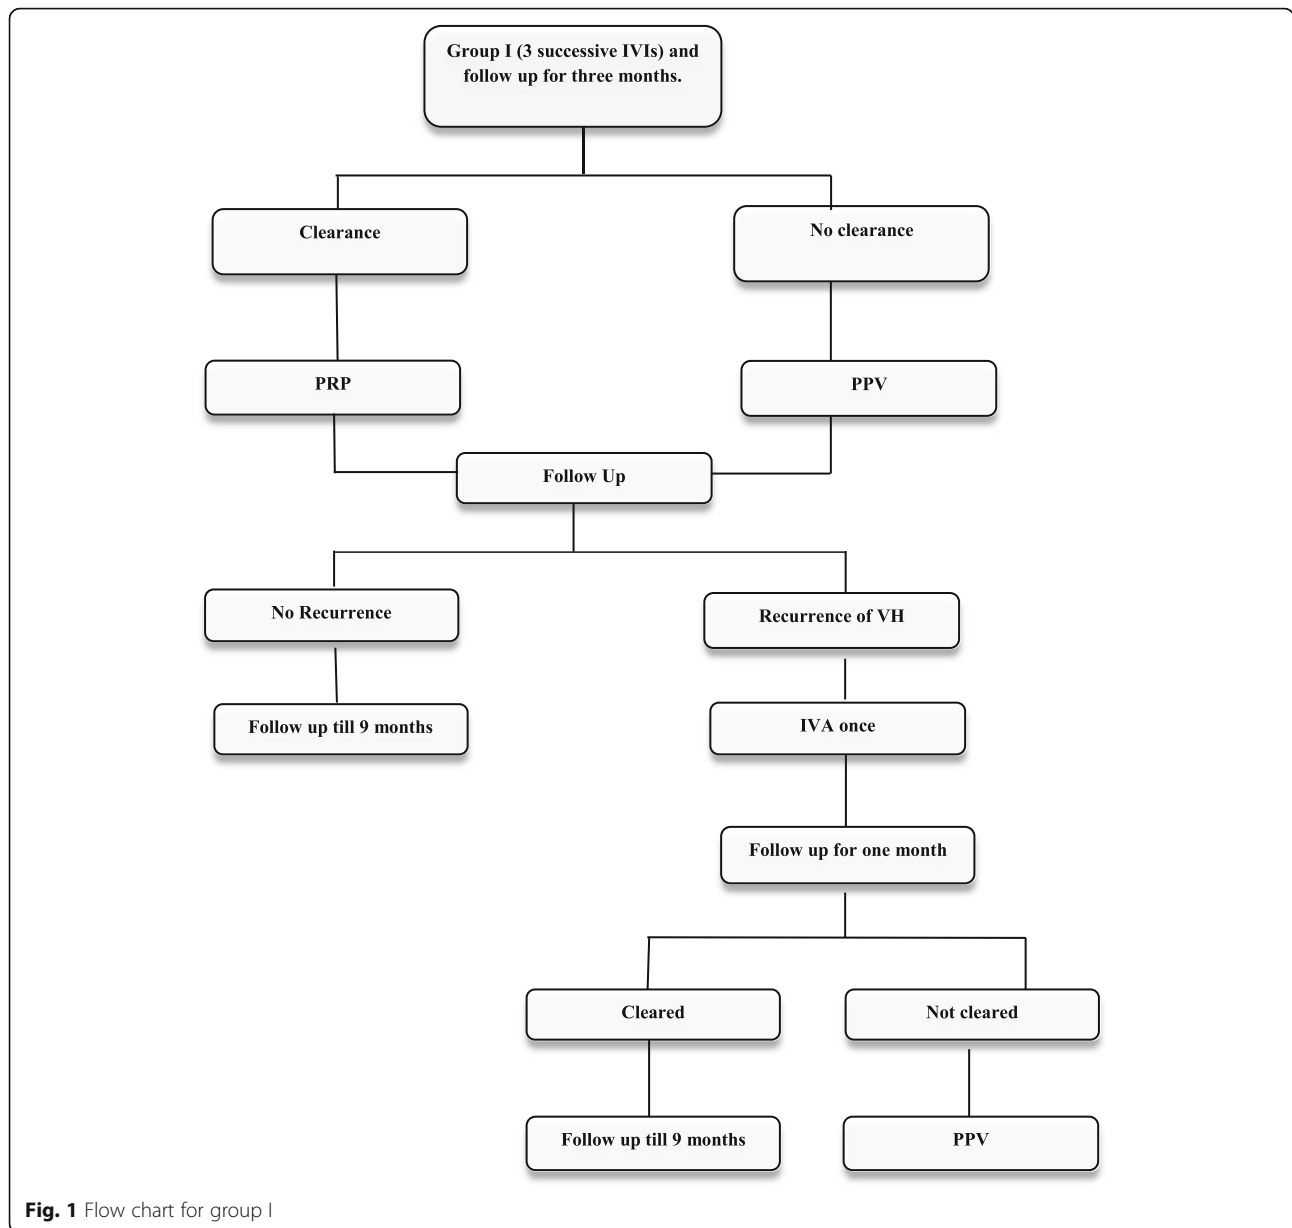 Group I (3 successive IVIs) and
follow up for three months.
Clearance
No clearance
PRP
PPV
Follow Up
No Recurrence
Recurrence of VH
Follow up till 9 months
IVA once
Follow up for one month
Cleared
Not cleared
Follow up till 9 months
PPV
Fig. 1 Flow chart for group I